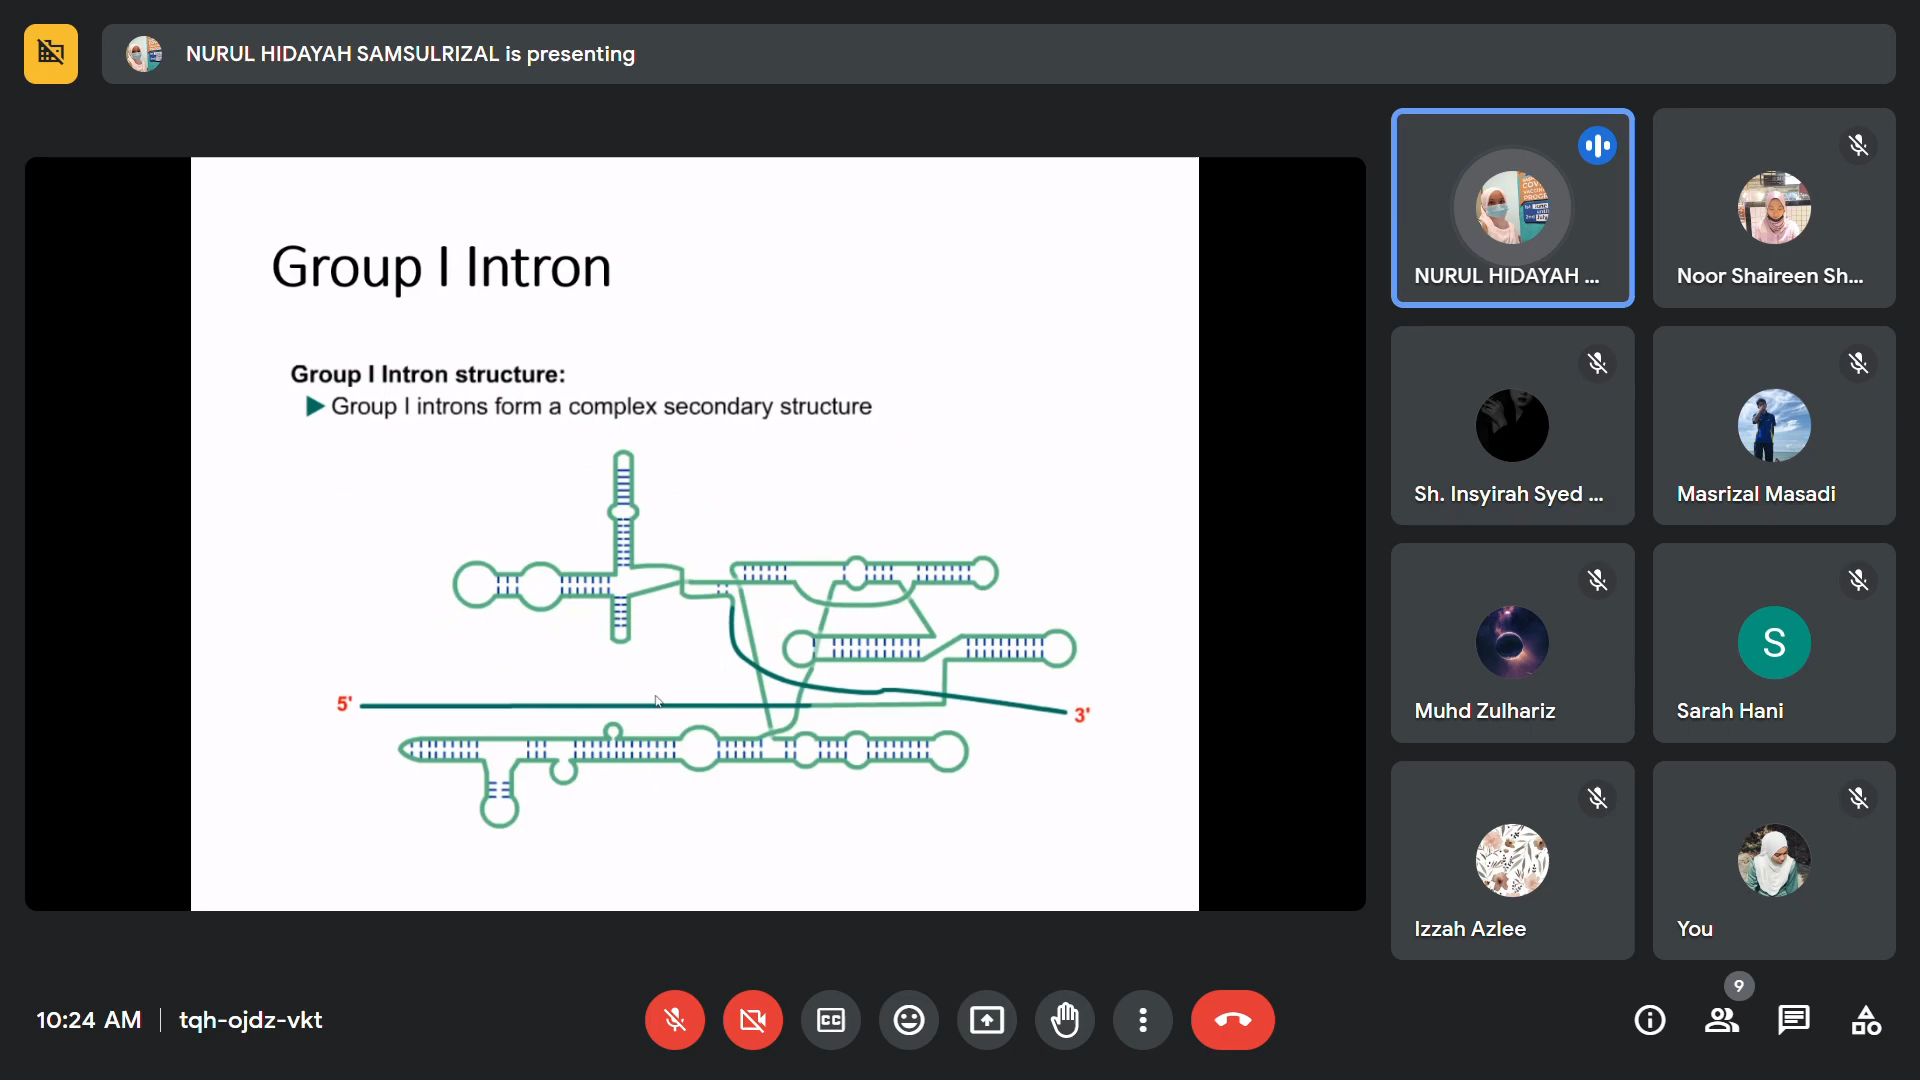 NURUL HIDAYAH SAMSULRIZAL is presenting
Group I Intron
Group I Intron structure:
Group I introns form a complex secondary structure
5'
3'
NURUL HIDAYAH ...
Noor Shaireen Sh...
Sh. Insyirah Syed ...
Masrizal Masadi
Muhd Zulhariz
S
Sarah Hani
Izzah Azlee
You
10:24 AM | tqh-ojdz-vkt
CC
9